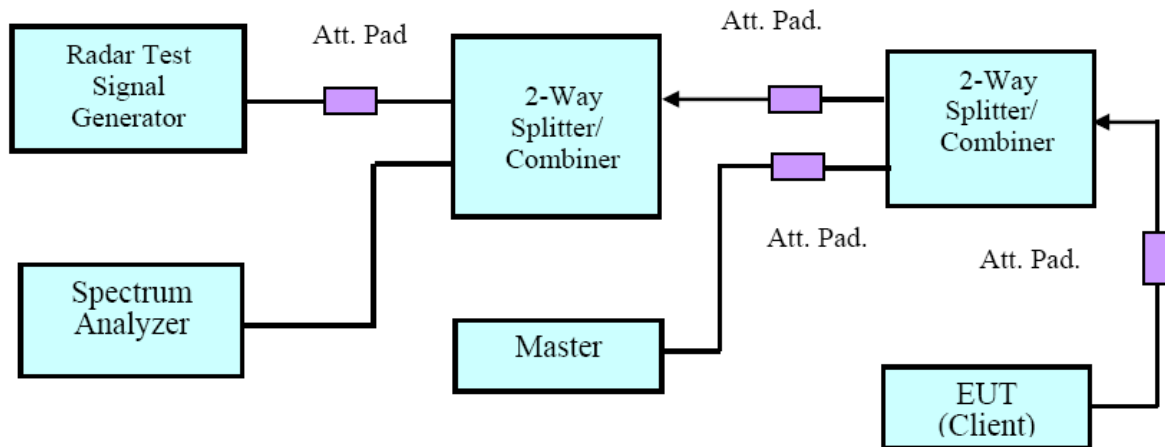 Radar Test
Signal
Generator
Att. Pad
2-Way
Splitter/
Combiner
Att. Pad.
2-Way
Splitter/
Combiner
Att. Pad.
Att. Pad.
Spectrum
Analyzer
Master
EUT
(Client)